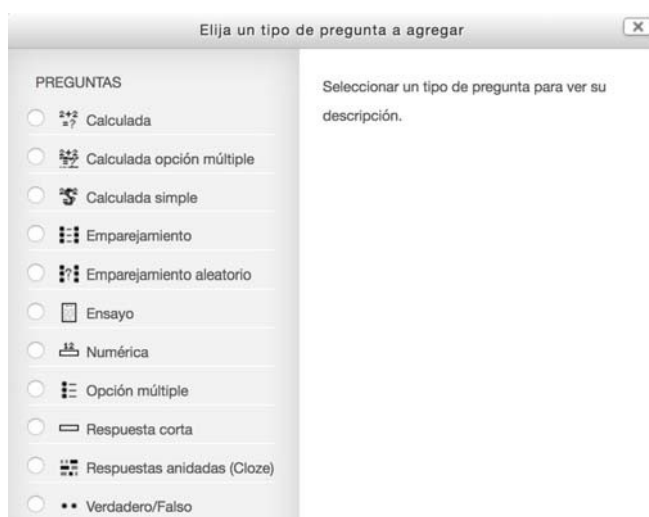 Elija un tipo de pregunta a agregar
PREGUNTAS
Calculada
Calculada opción múltiple
Calculada simple
Emparejamiento
Emparejamiento aleatorio
Ensayo
Numérica
Opción múltiple
Respuesta corta
Respuestas anidadas (Cloze)
Verdadero/Falso
Seleccionar un tipo de pregunta para ver su
descripción.